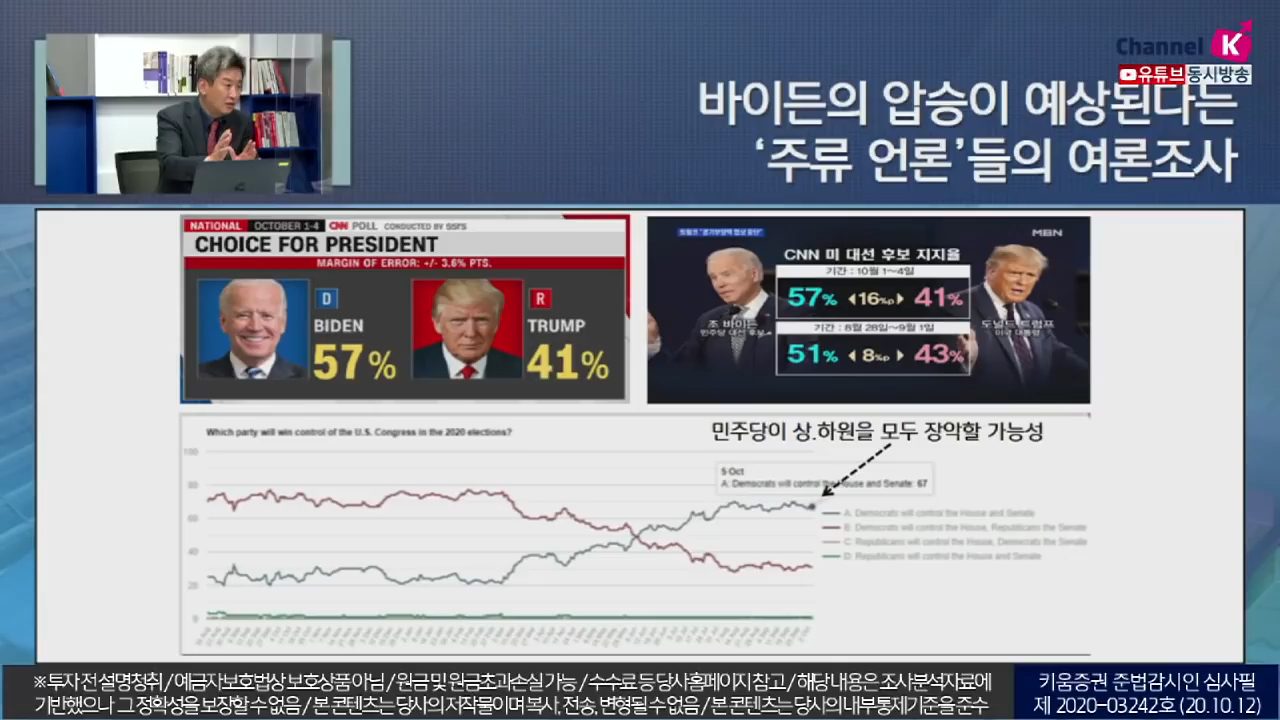 Channel K
유튜브동시방송
바이든의 압승이 예상된다는
‘주류 언론’들의 여론조사
NATIONAL OCTOBER 1-4 CNN POLL CONDUCTED BY SSRS
CHOICE FOR PRESIDENT
MARGIN OF ERROR: +/- 3.6% PTS.
D
BIDEN
57%
R
TRUMP
41%
MBN
CNN 미 대선 후보 지지율
기간 : 10월 1~4일
57% 16%p 41%
조 바이든
민주당 대선 후보
도널드 트럼프
미국 대통령
기간 : 8월 28일~9월 1일
51% 8%p 43%
Which party will win control of the U.S. Congress in the 2020 elections?
민주당이 상.하원을 모두 장악할 가능성
5 Oct
A: Democrats will control the House and Senate: 67
100
80
60
40
20
0
A: Democrats will control the House and Senate
B: Democrats will control the House, Republicans the Senate
C: Republicans will control the House, Democrats the Senate
D: Republicans will control the House and Senate
※ 투자 전 설명청취 / 예금자보호법상 보호상품 아님 / 원금 및 원금초과손실 가능 / 수수료 등 당사홈페이지 참고 / 해당 내용은 조사분석자료에
기반했으나 그 정확성을 보장할 수 없음 / 본 콘텐츠는 당사의 저작물이며 복사, 전송, 변형될 수 없음 / 본 콘텐츠는 당사의 내부통제기준을 준수
키움증권 준법감시인 심사필
제 2020-03242호 (20.10.12)